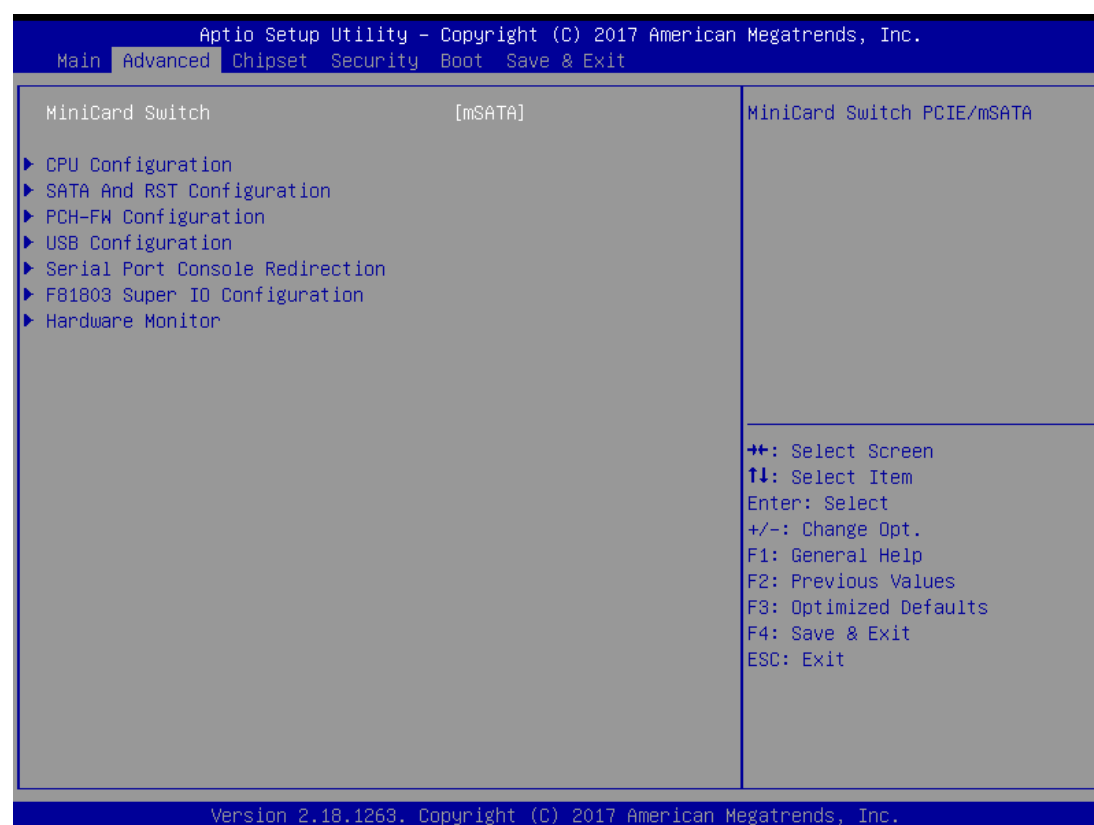 Aptio Setup Utility – Copyright (C) 2017 American Megatrends, Inc.
Main Advanced Chipset Security Boot Save & Exit
MiniCard Switch [mSATA]
MiniCard Switch PCIE/mSATA
▶ CPU Configuration
▶ SATA And RST Configuration
▶ PCH-FW Configuration
▶ USB Configuration
▶ Serial Port Console Redirection
▶ F81803 Super IO Configuration
▶ Hardware Monitor
→←: Select Screen
↑↓: Select Item
Enter: Select
+/-: Change Opt.
F1: General Help
F2: Previous Values
F3: Optimized Defaults
F4: Save & Exit
ESC: Exit
Version 2.18.1263. Copyright (C) 2017 American Megatrends, Inc.